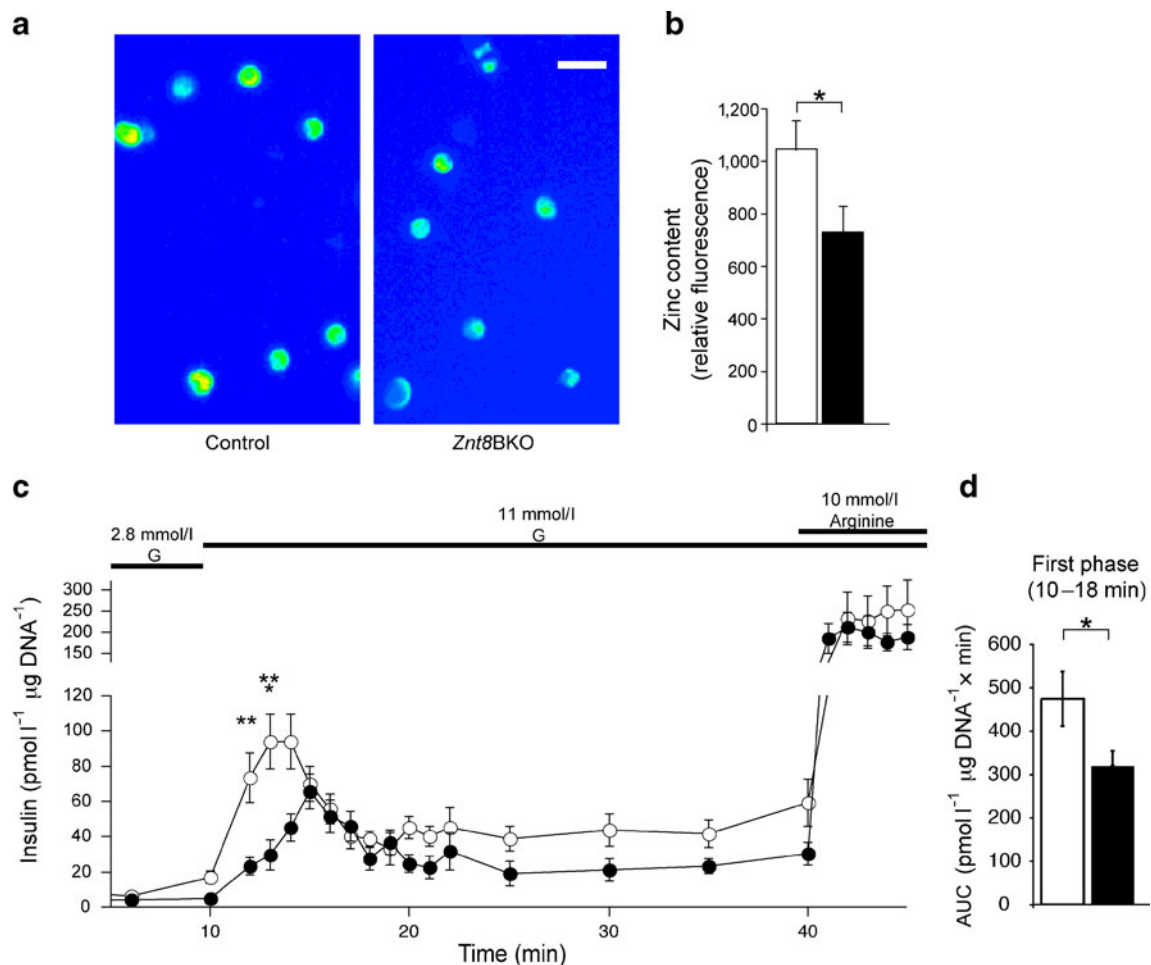 a
Control
Znt8BKO
b
Zinc content
(relative fluorescence)
1,200
1,000
800
600
400
200
0
*
c
2.8 mmol/l
G
11 mmol/l
G
10 mmol/l
Arginine
Insulin (pmol l⁻¹ µg DNA⁻¹)
300
250
200
150
120
100
80
60
40
20
0
**
**
*
10
20
30
40
Time (min)
d
First phase
(10–18 min)
*
AUC (pmol l⁻¹ µg DNA⁻¹ × min)
600
500
400
300
200
100
0